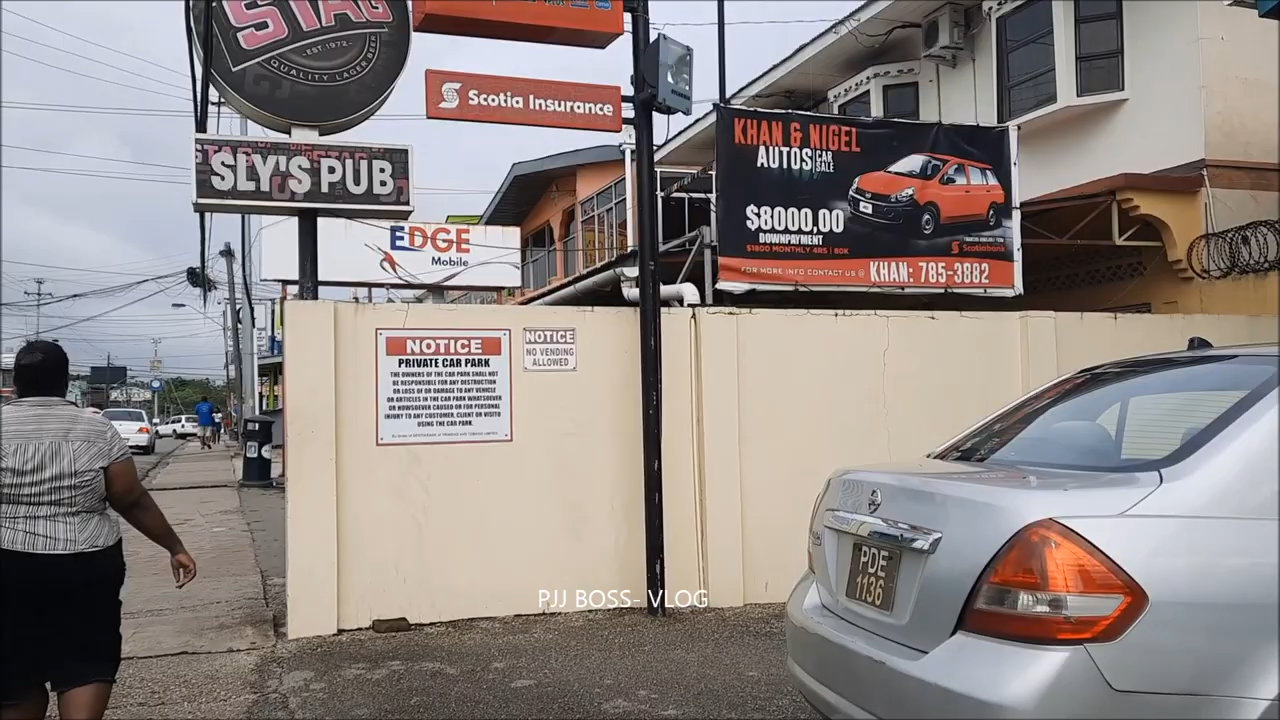 STAG
-EST. 1972-
QUALITY LAGER BEER
STAG STAG
SLY'S PUB
Scotia Insurance
EDGE
Mobile
KHAN & NIGEL
AUTOS CAR
SALE
$8000,00
DOWNPAYMENT
$1800 MONTHLY 4RS | 80K
Scotiabank
FOR MORE INFO CONTACT US @ KHAN: 785-3882
NOTICE
PRIVATE CAR PARK
THE OWNERS OF THE CAR PARK SHALL NOT
BE RESPONSIBLE FOR ANY DESTRUCTION
OR LOSS OF OR DAMAGE TO ANY VEHICLE
OR ARTICLES IN THE CAR PARK WHATSOEVER
OR HOWSOEVER CAUSED OR FOR PERSONAL
INJURY TO ANY CUSTOMER, CLIENT OR VISITO
USING THE CAR PARK.
NOTICE
NO VENDING
ALLOWED
PDE
1136
PJJ BOSS- VLOG